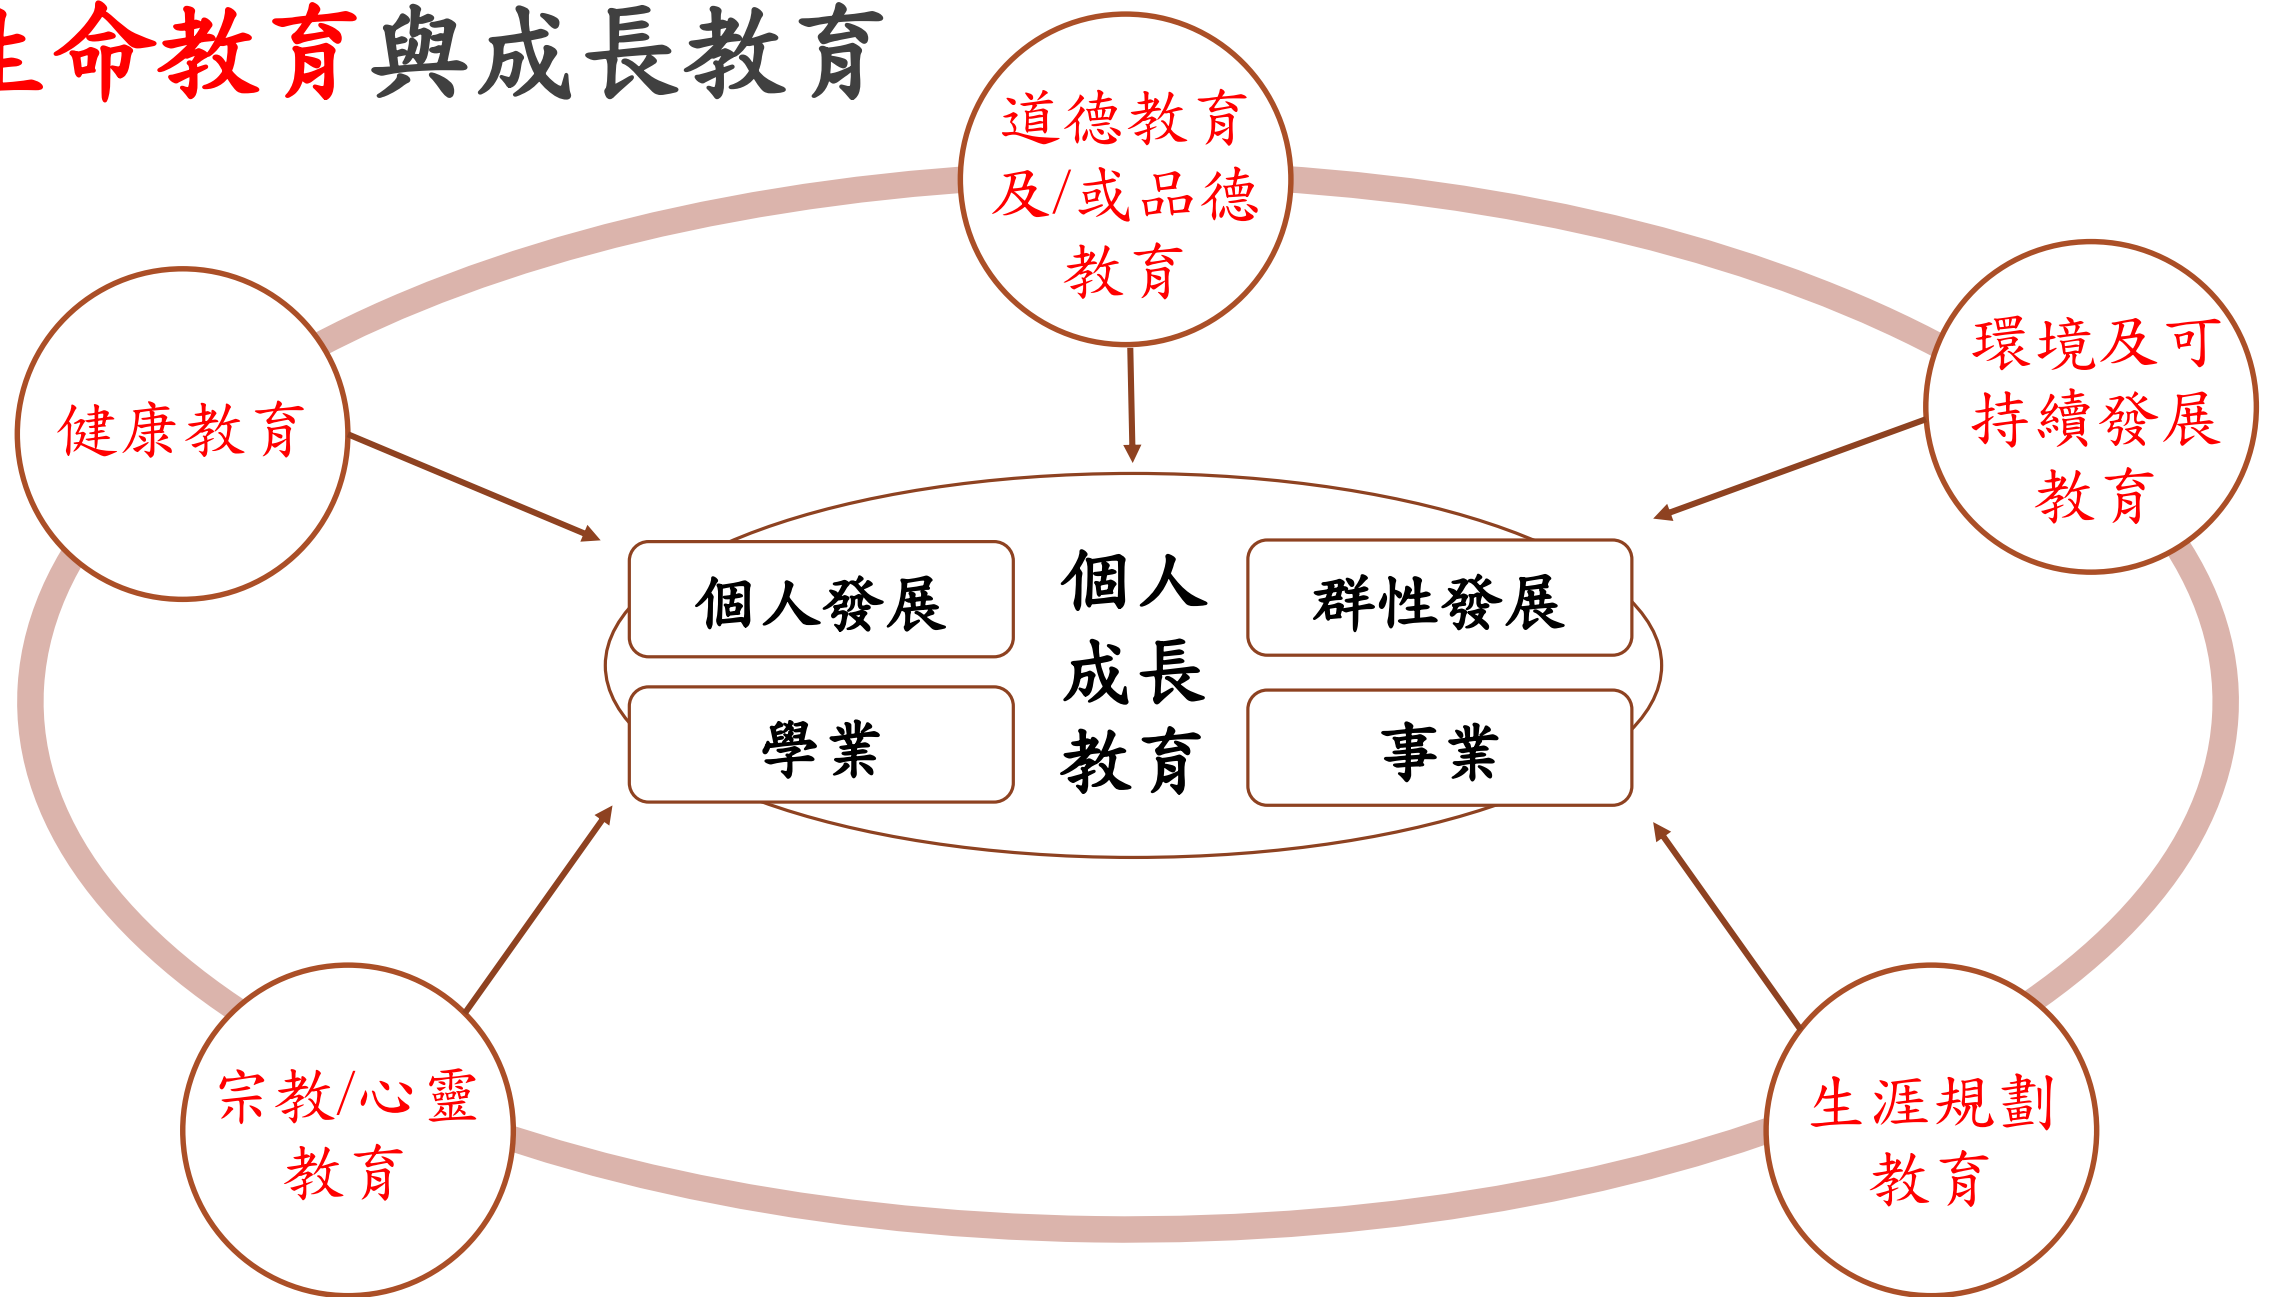 生命教育與成長教育
道德教育
及/或品德
教育
環境及可
持續發展
教育
健康教育
個人發展
學業
個人
成長
教育
群性發展
事業
宗教/心靈
教育
生涯規劃
教育